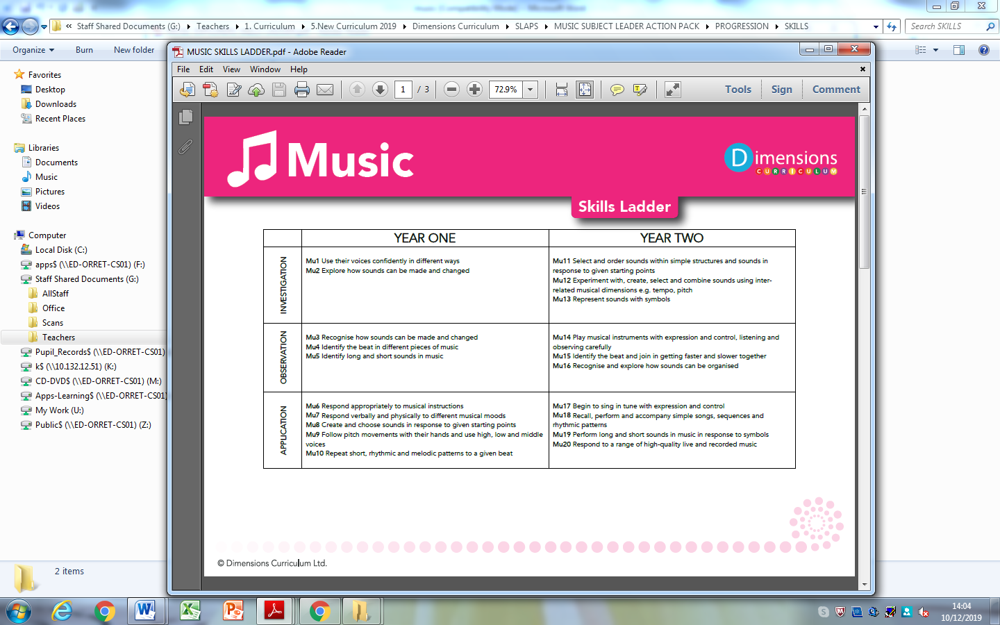 Staff Shared Documents (G:) Teachers 1. Curriculum 5.New Curriculum 2019 Dimensions Curriculum SLAPS MUSIC SUBJECT LEADER ACTION PACK PROGRESSION SKILLS
Search SKILLS
Organize Burn New folder
Favorites
Desktop
Downloads
Recent Places
Libraries
Documents
Music
Pictures
Videos
Computer
Local Disk (C:)
apps$ (\\ED-ORRET-CS01) (F:)
Staff Shared Documents (G:)
AllStaff
Office
Scans
Teachers
Pupil_Records$ (\\ED-ORRET-CS01)
k$ (\\10.132.12.51) (K:)
CD-DVD$ (\\ED-ORRET-CS01) (M:)
Apps-Learning$ (\\ED-ORRET-CS01)
My Work (U:)
Public$ (\\ED-ORRET-CS01) (Z:)
2 items
MUSIC SKILLS LADDER.pdf - Adobe Reader
File Edit View Window Help
1 / 3 72.9% Tools Sign Comment
Music
Dimensions
CURRICULUM
Skills Ladder
YEAR ONE
YEAR TWO
INVESTIGATION
Mu1 Use their voices confidently in different ways
Mu2 Explore how sounds can be made and changed
Mu11 Select and order sounds within simple structures and sounds in
response to given starting points
Mu12 Experiment with, create, select and combine sounds using inter-
related musical dimensions e.g. tempo, pitch
Mu13 Represent sounds with symbols
OBSERVATION
Mu3 Recognise how sounds can be made and changed
Mu4 Identify the beat in different pieces of music
Mu5 Identify long and short sounds in music
Mu14 Play musical instruments with expression and control, listening and
observing carefully
Mu15 Identify the beat and join in getting faster and slower together
Mu16 Recognise and explore how sounds can be organised
APPLICATION
Mu6 Respond appropriately to musical instructions
Mu7 Respond verbally and physically to different musical moods
Mu8 Create and choose sounds in response to given starting points
Mu9 Follow pitch movements with their hands and use high, low and middle
voices
Mu10 Repeat short, rhythmic and melodic patterns to a given beat
Mu17 Begin to sing in tune with expression and control
Mu18 Recall, perform and accompany simple songs, sequences and
rhythmic patterns
Mu19 Perform long and short sounds in music in response to symbols
Mu20 Respond to a range of high-quality live and recorded music
© Dimensions Curriculum Ltd.
14:04
10/12/2019